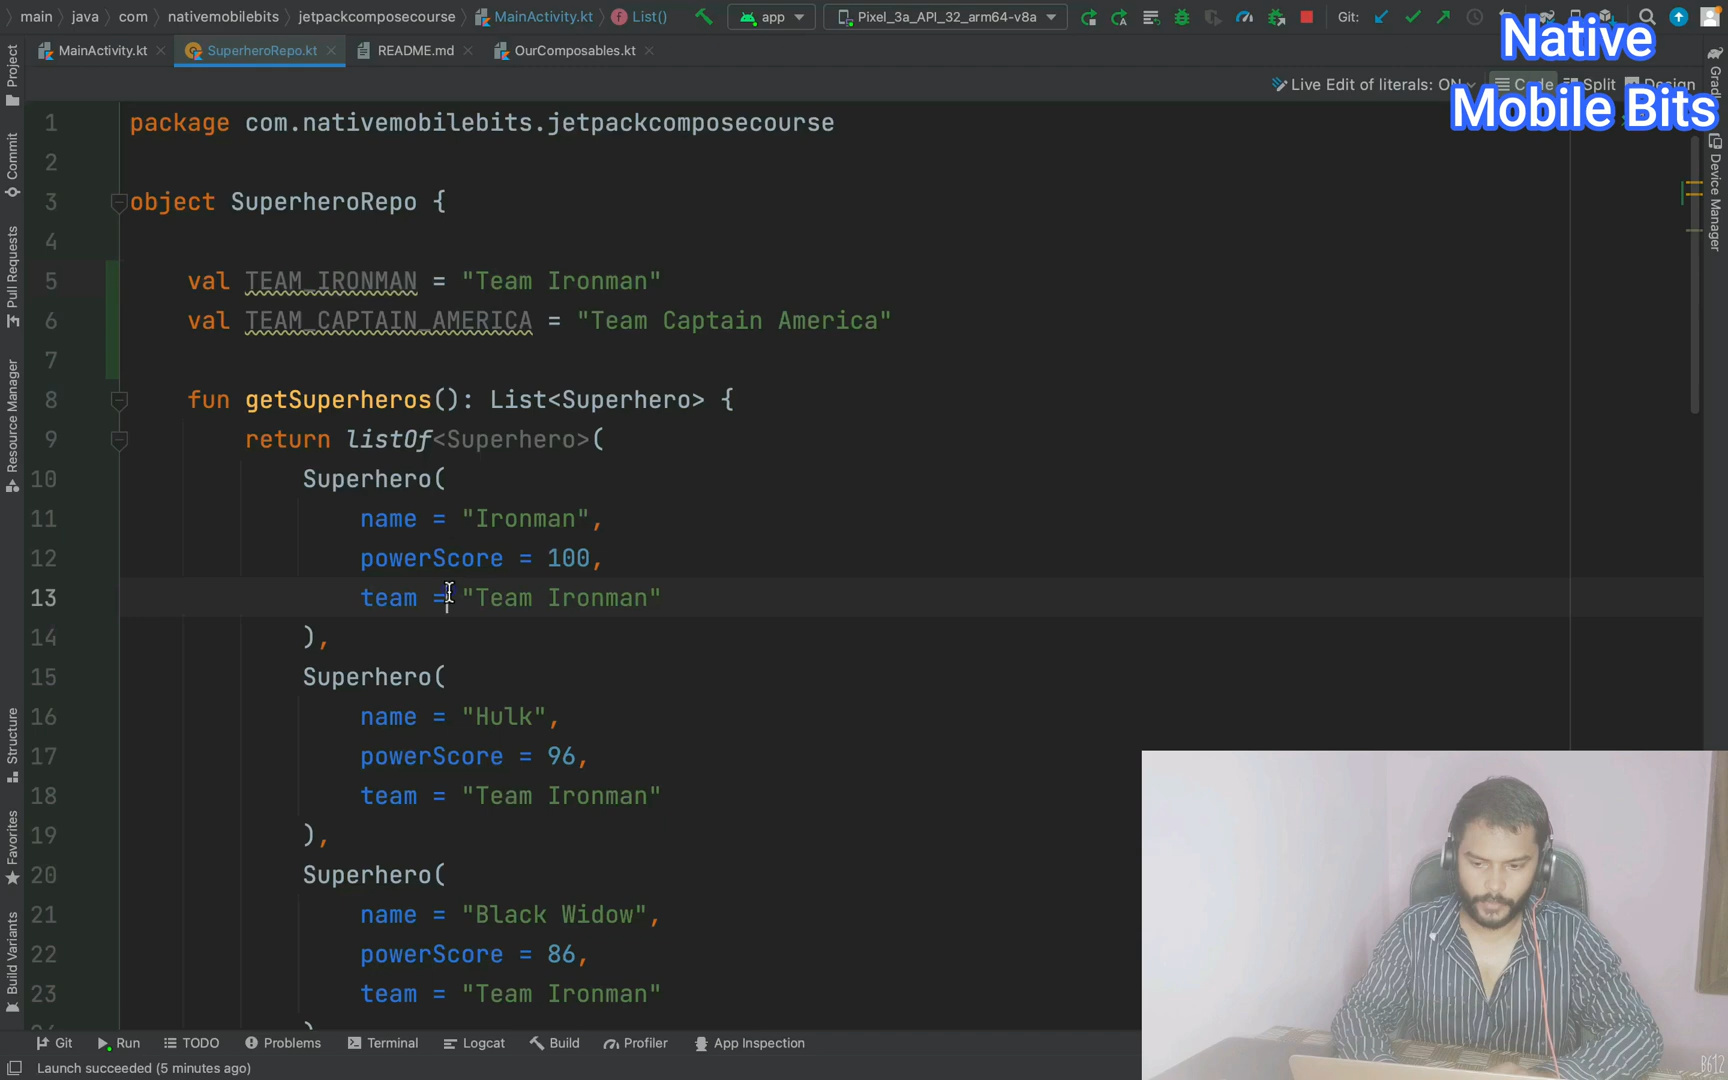 main › java › com › nativemobilebits › jetpackcomposecourse › MainActivity.kt › List() app Pixel_3a_API_32_arm64-v8a Git:
Native
Mobile Bits
MainActivity.kt SuperheroRepo.kt README.md OurComposables.kt
Live Edit of literals: ON Code Split Design
Project
Commit
Pull Requests
Resource Manager
Structure
Favorites
Build Variants
Device Manager
1 package com.nativemobilebits.jetpackcomposecourse
2
3 object SuperheroRepo {
4
5 val TEAM_IRONMAN = "Team Ironman"
6 val TEAM_CAPTAIN_AMERICA = "Team Captain America"
7
8 fun getSuperheros(): List<Superhero> {
9 return listOf<Superhero>(
10 Superhero(
11 name = "Ironman",
12 powerScore = 100,
13 team = "Team Ironman"
14 ),
15 Superhero(
16 name = "Hulk",
17 powerScore = 96,
18 team = "Team Ironman"
19 ),
20 Superhero(
21 name = "Black Widow",
22 powerScore = 86,
23 team = "Team Ironman"
)
Git Run TODO Problems Terminal Logcat Build Profiler App Inspection
Launch succeeded (5 minutes ago)
B612